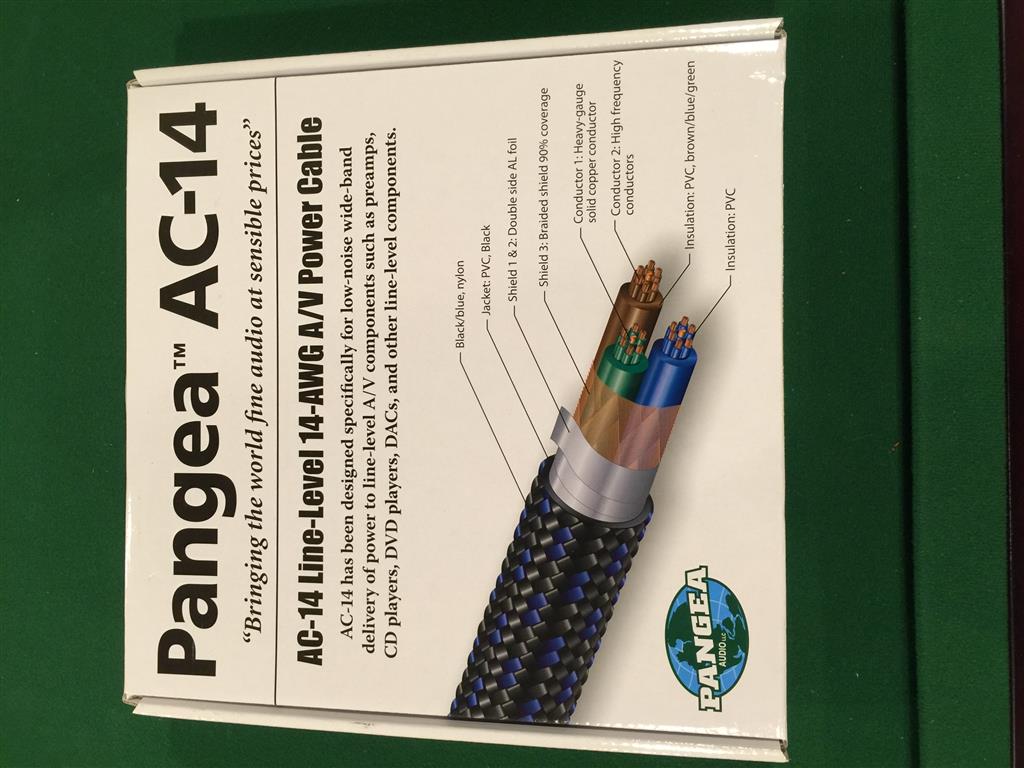 Pangea™ AC-14
“Bringing the world fine audio at sensible prices”
AC-14 Line-Level 14-AWG A/V Power Cable
AC-14 has been designed specifically for low-noise wide-band
delivery of power to line-level A/V components such as preamps,
CD players, DVD players, DACs, and other line-level components.
Black/blue, nylon
Jacket: PVC, Black
Shield 1 & 2: Double side AL foil
Shield 3: Braided shield 90% coverage
Conductor 1: Heavy-gauge
solid copper conductor
Conductor 2: High frequency
conductors
Insulation: PVC, brown/blue/green
Insulation: PVC
PANGEA
AUDIO LLC